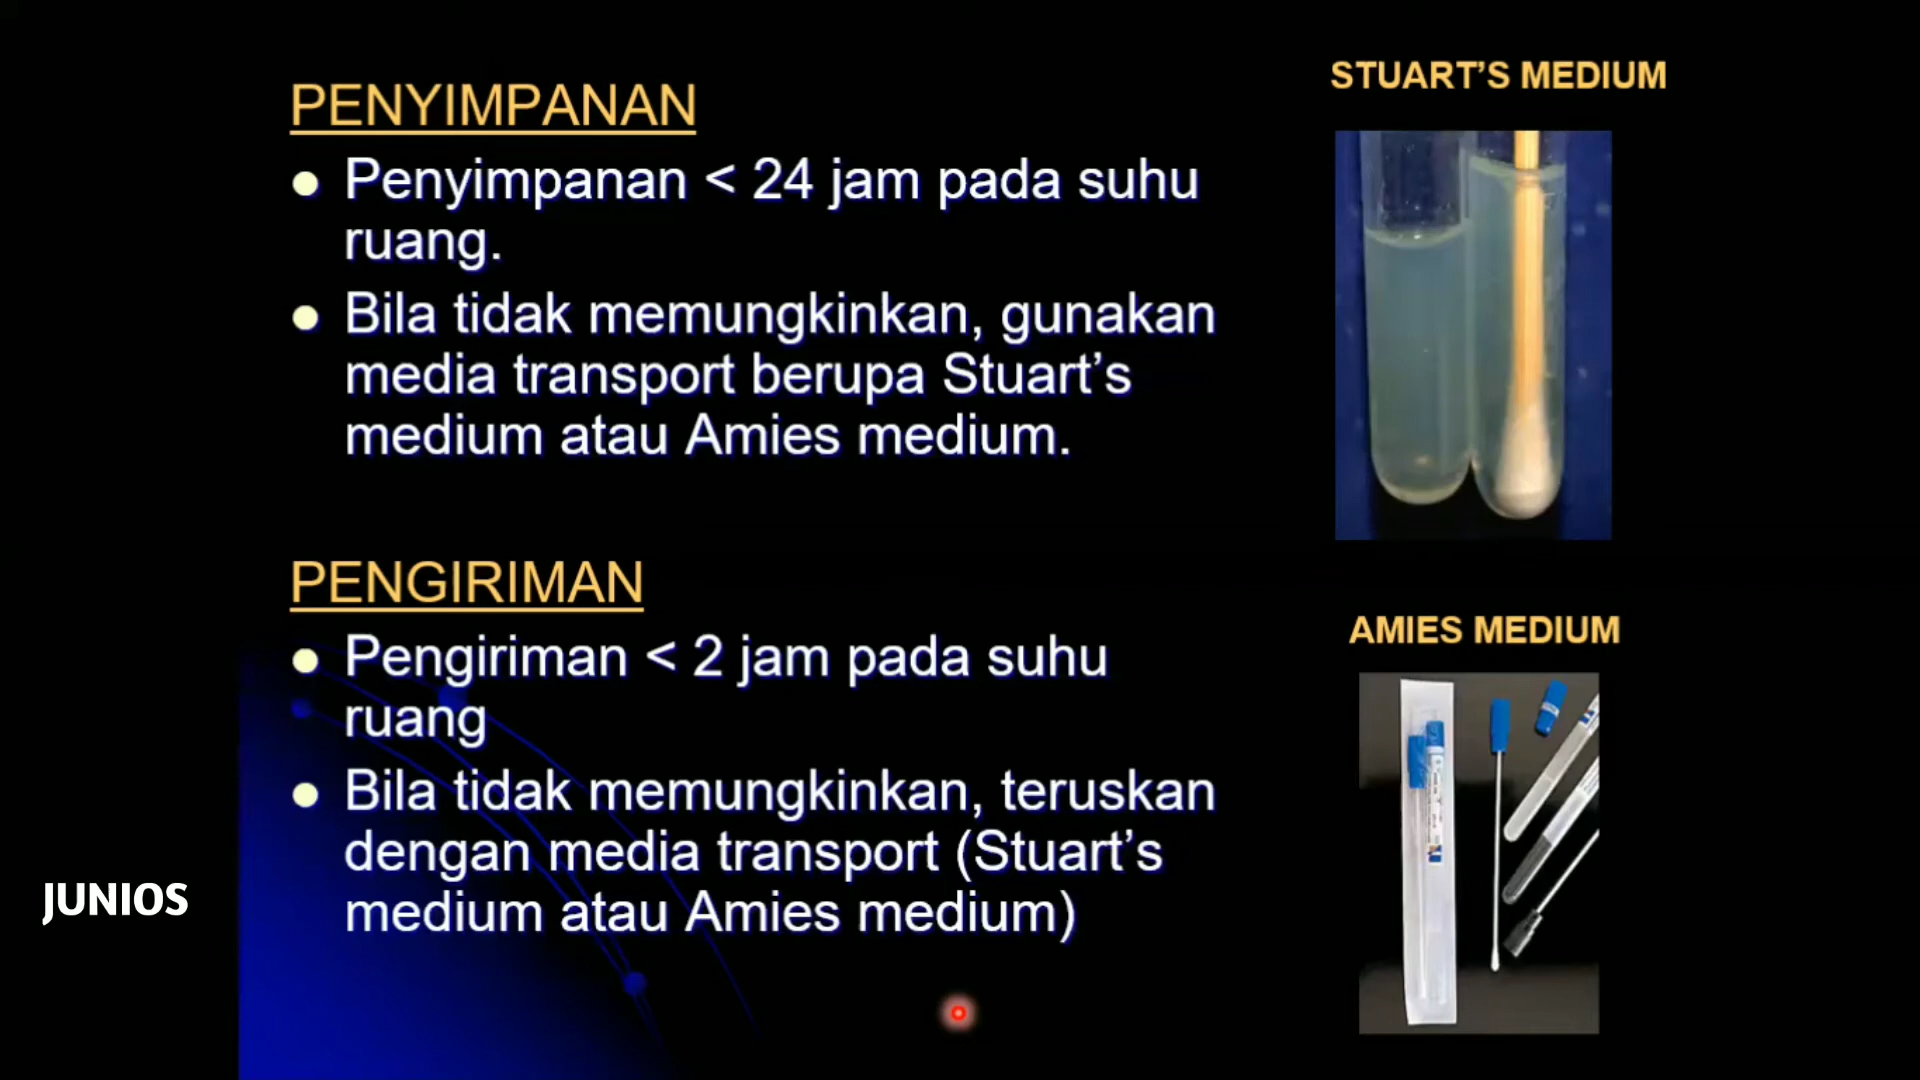 PENYIMPANAN
● Penyimpanan < 24 jam pada suhu
ruang.
● Bila tidak memungkinkan, gunakan
media transport berupa Stuart’s
medium atau Amies medium.
PENGIRIMAN
● Pengiriman < 2 jam pada suhu
ruang
● Bila tidak memungkinkan, teruskan
dengan media transport (Stuart’s
medium atau Amies medium)
STUART’S MEDIUM
AMIES MEDIUM
JUNIOS